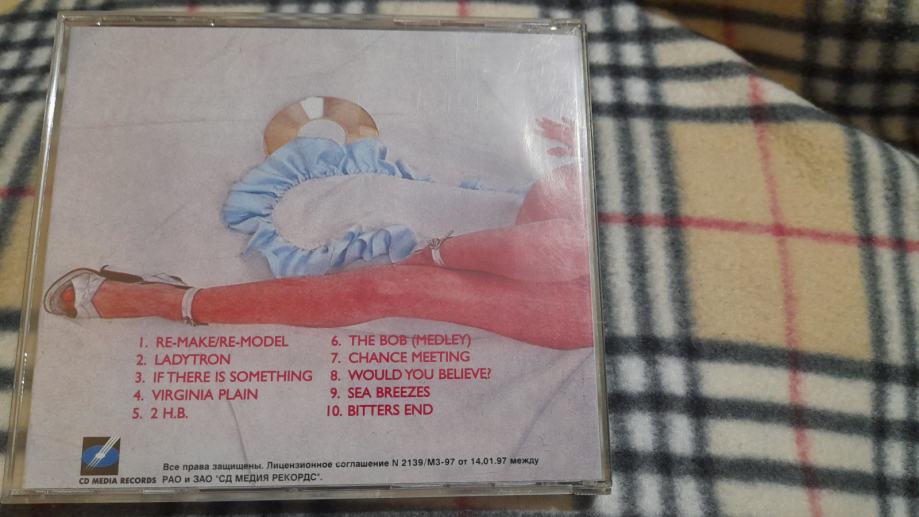 1. RE-MAKE/RE-MODEL
2. LADYTRON
3. IF THERE IS SOMETHING
4. VIRGINIA PLAIN
5. 2 H.B.
6. THE BOB (MEDLEY)
7. CHANCE MEETING
8. WOULD YOU BELIEVE?
9. SEA BREEZES
10. BITTERS END
CD MEDIA RECORDS
Все права защищены. Лицензионное соглашение N 2139/МЗ-97 от 14.01.97 между
РАО и ЗАО "СД МЕДИЯ РЕКОРДС".